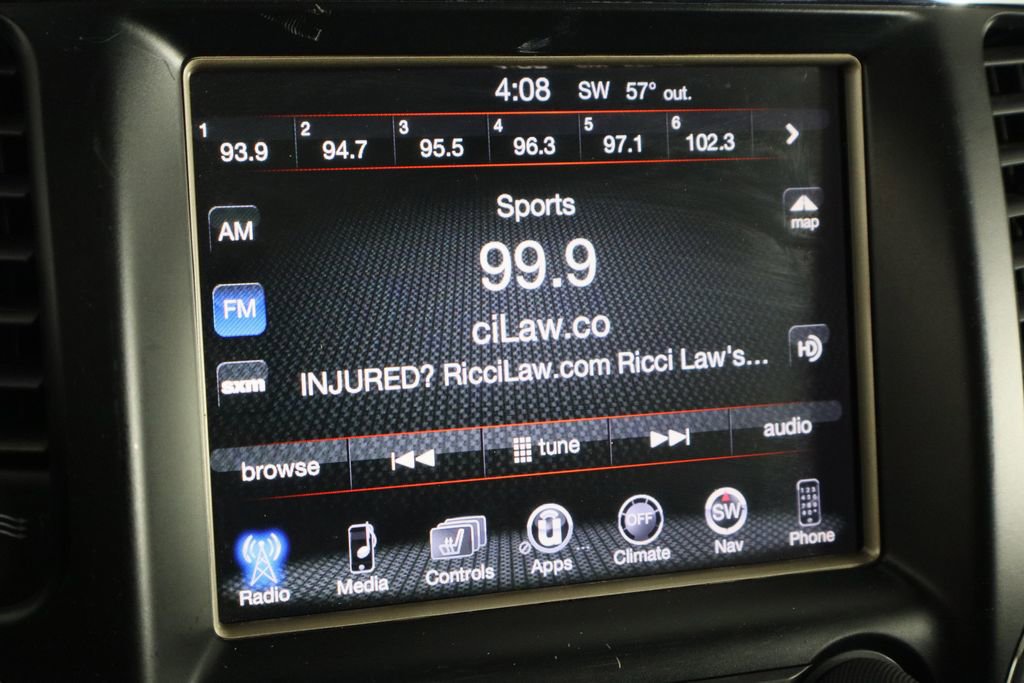 4:08 SW 57° out.
1 93.9 2 94.7 3 95.5 4 96.3 5 97.1 6 102.3
Sports
map
AM
99.9
FM
ciLaw.co
HD
sxm
INJURED? RicciLaw.com Ricci Law's...
browse tune audio
Radio Media Controls Apps ... OFF Climate SW Nav Phone